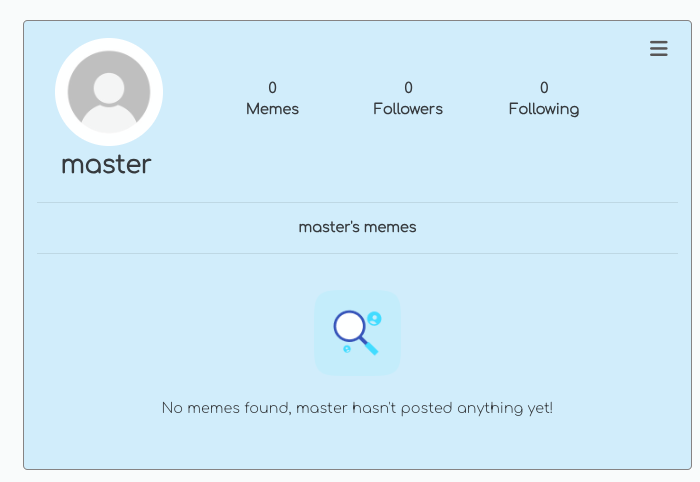 0
Memes
0
Followers
0
Following
master
master's memes
No memes found, master hasn't posted anything yet!